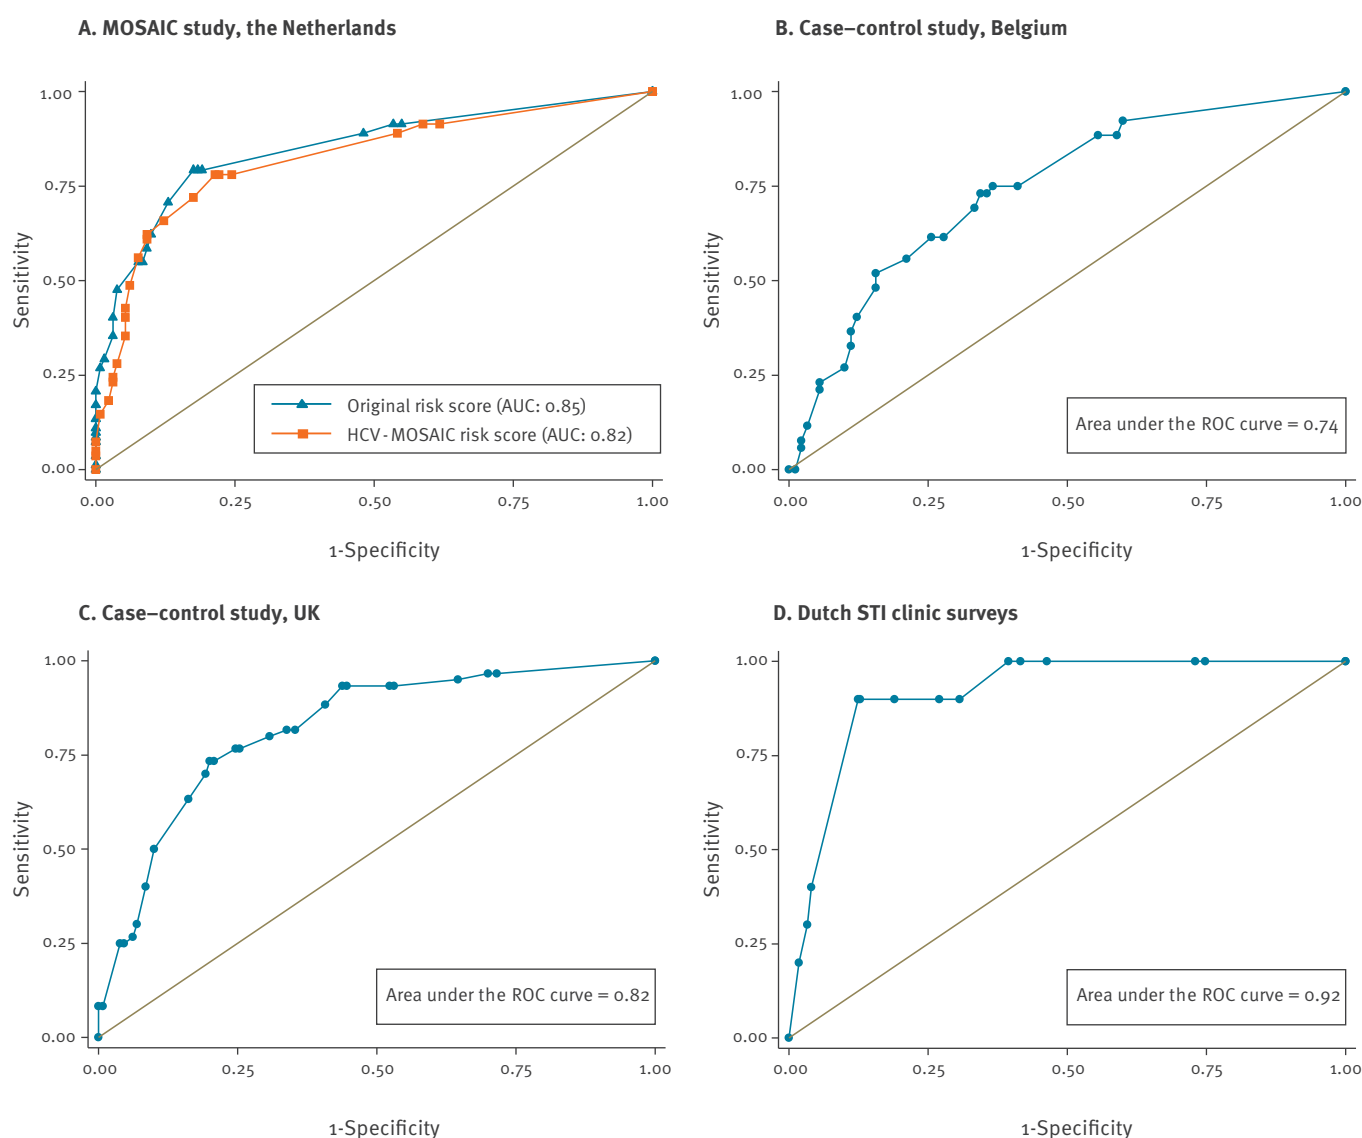 A. MOSAIC study, the Netherlands
1.00
0.75
0.50
0.25
0.00
Sensitivity
Original risk score (AUC: 0.85)
HCV-MOSAIC risk score (AUC: 0.82)
0.00 0.25 0.50 0.75 1.00
1-Specificity
B. Case–control study, Belgium
1.00
0.75
0.50
0.25
0.00
Sensitivity
Area under the ROC curve = 0.74
0.00 0.25 0.50 0.75 1.00
1-Specificity
C. Case–control study, UK
1.00
0.75
0.50
0.25
0.00
Sensitivity
Area under the ROC curve = 0.82
0.00 0.25 0.50 0.75 1.00
1-Specificity
D. Dutch STI clinic surveys
1.00
0.75
0.50
0.25
0.00
Sensitivity
Area under the ROC curve = 0.92
0.00 0.25 0.50 0.75 1.00
1-Specificity